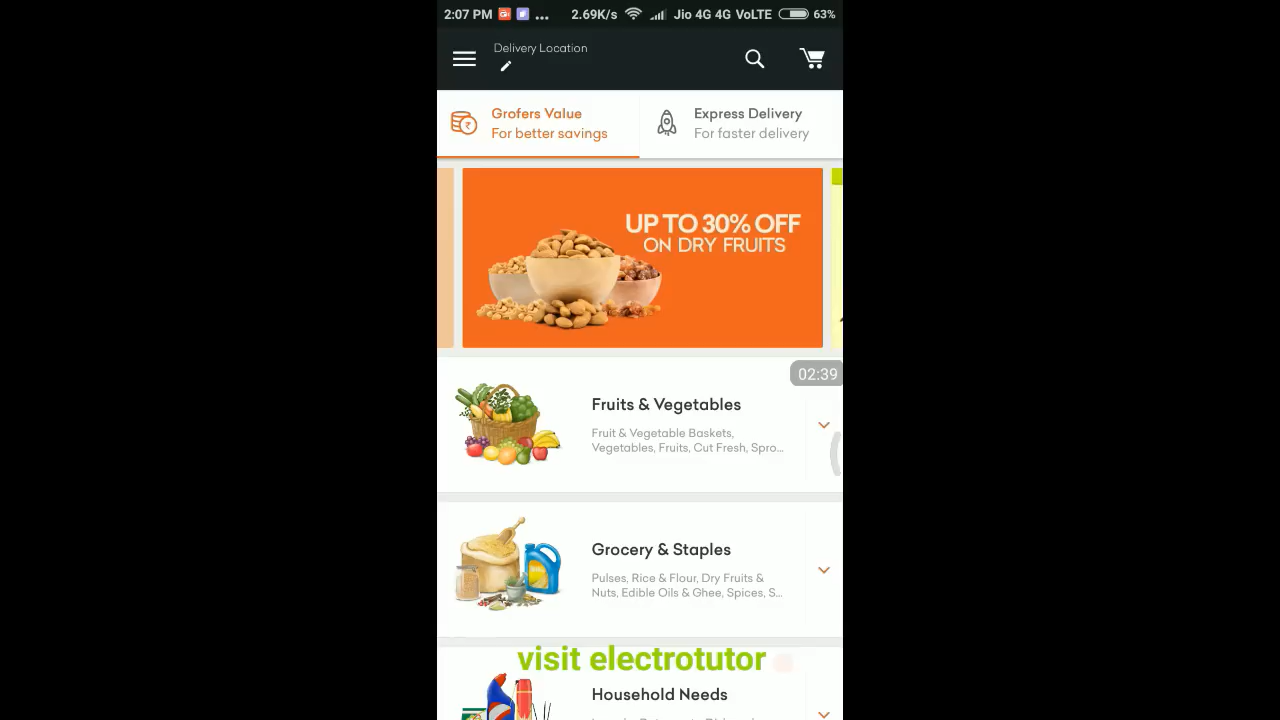 2:07 PM ... 2.69K/s Jio 4G 4G VoLTE 63%
Delivery Location
Grofers Value
For better savings
Express Delivery
For faster delivery
UP TO 30% OFF
ON DRY FRUITS
02:39
Fruits & Vegetables
Fruit & Vegetable Baskets,
Vegetables, Fruits, Cut Fresh, Spro...
Grocery & Staples
Pulses, Rice & Flour, Dry Fruits &
Nuts, Edible Oils & Ghee, Spices, S...
visit electrotutor
Household Needs